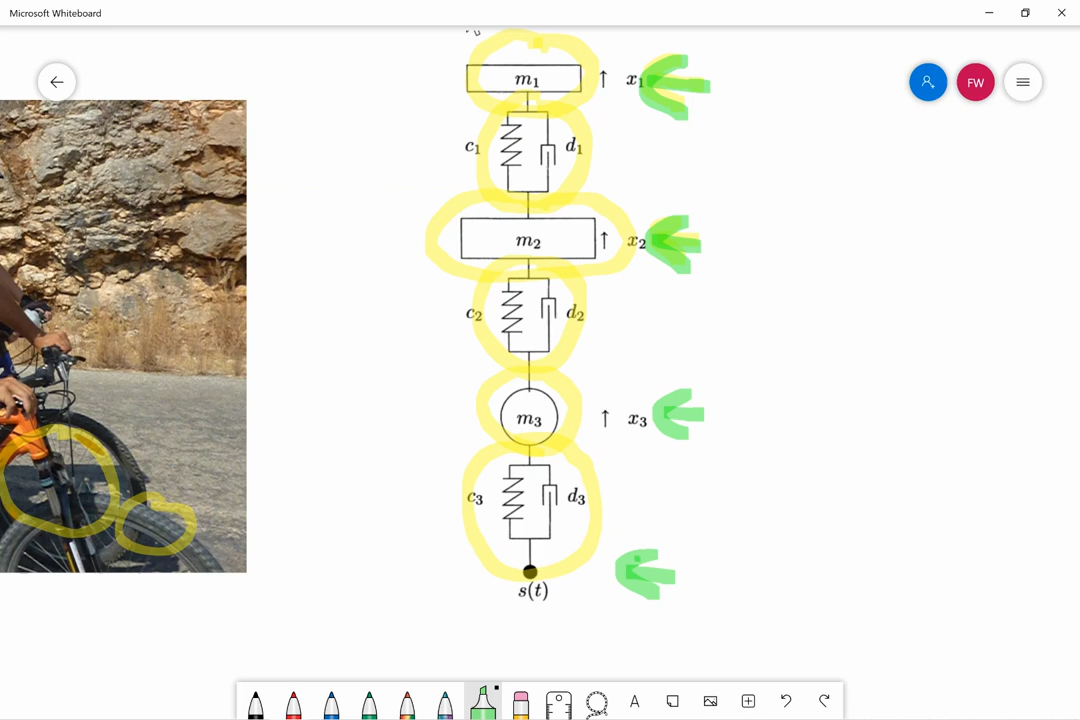 Microsoft Whiteboard
m₁ ↑ x₁
c₁ d₁
m₂ ↑ x₂
c₂ d₂
m₃ ↑ x₃
c₃ d₃
s(t)
FW
A